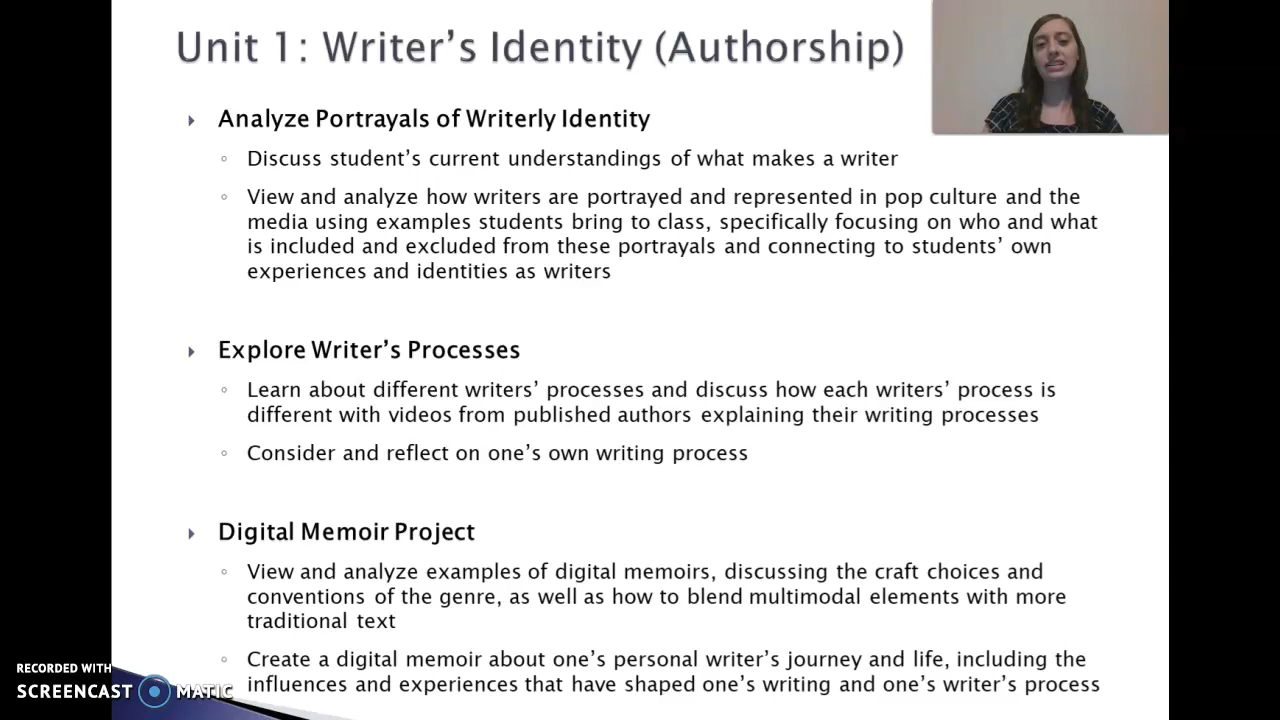 Unit 1: Writer's Identity (Authorship)
Analyze Portrayals of Writerly Identity
Discuss student's current understandings of what makes a writer
View and analyze how writers are portrayed and represented in pop culture and the
media using examples students bring to class, specifically focusing on who and what
is included and excluded from these portrayals and connecting to students' own
experiences and identities as writers
Explore Writer's Processes
Learn about different writers' processes and discuss how each writers' process is
different with videos from published authors explaining their writing processes
Consider and reflect on one's own writing process
Digital Memoir Project
View and analyze examples of digital memoirs, discussing the craft choices and
conventions of the genre, as well as how to blend multimodal elements with more
traditional text
Create a digital memoir about one's personal writer's journey and life, including the
influences and experiences that have shaped one's writing and one's writer's process
RECORDED WITH
SCREENCAST MATIC